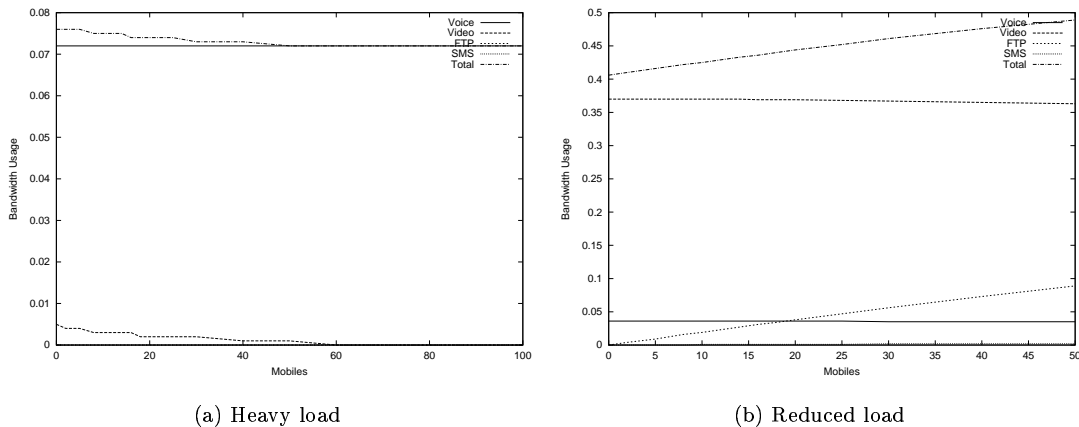 0.08
0.07
0.06
0.05
0.04
0.03
0.02
0.01
0
Bandwidth Usage
0 20 40 60 80 100
Mobiles
Voice
Video
FTP
SMS
Total
(a) Heavy load
0.5
0.45
0.4
0.35
0.3
0.25
0.2
0.15
0.1
0.05
0
Bandwidth Usage
0 5 10 15 20 25 30 35 40 45 50
Mobiles
Voice
Video
FTP
SMS
Total
(b) Reduced load